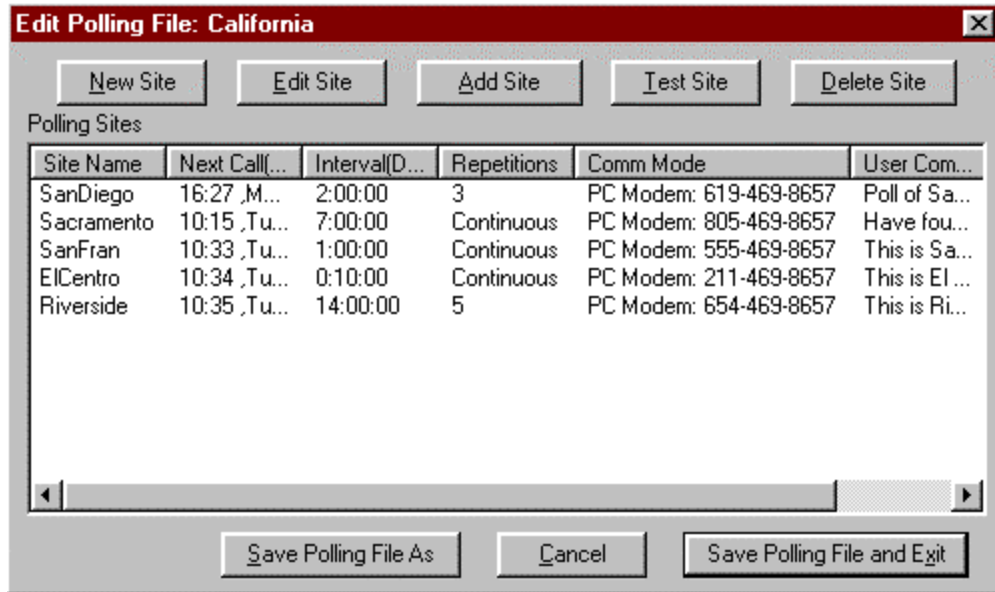 Edit Polling File: California
New Site Edit Site Add Site Test Site Delete Site
Polling Sites
Site Name Next Call(... Interval(D... Repetitions Comm Mode User Com...
SanDiego 16:27 ,M... 2:00:00 3 PC Modem: 619-469-8657 Poll of Sa...
Sacramento 10:15 ,Tu... 7:00:00 Continuous PC Modem: 805-469-8657 Have fou...
SanFran 10:33 ,Tu... 1:00:00 Continuous PC Modem: 555-469-8657 This is Sa...
ElCentro 10:34 ,Tu... 0:10:00 Continuous PC Modem: 211-469-8657 This is El ...
Riverside 10:35 ,Tu... 14:00:00 5 PC Modem: 654-469-8657 This is Ri...
Save Polling File As Cancel Save Polling File and Exit